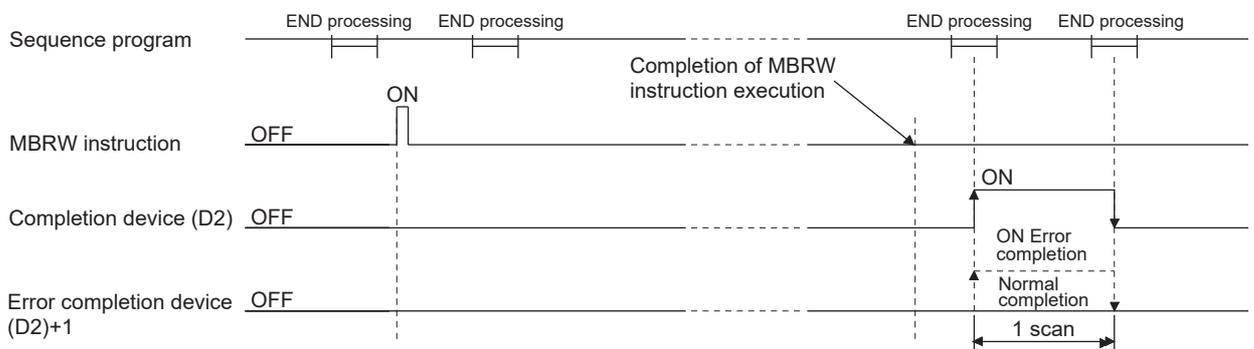 END processing
END processing
END processing
END processing
Sequence program
Completion of MBRW
instruction execution
ON
OFF
MBRW instruction
ON
Completion device (D2)
OFF
ON Error
completion
Error completion device
(D2)+1
OFF
Normal
completion
1 scan